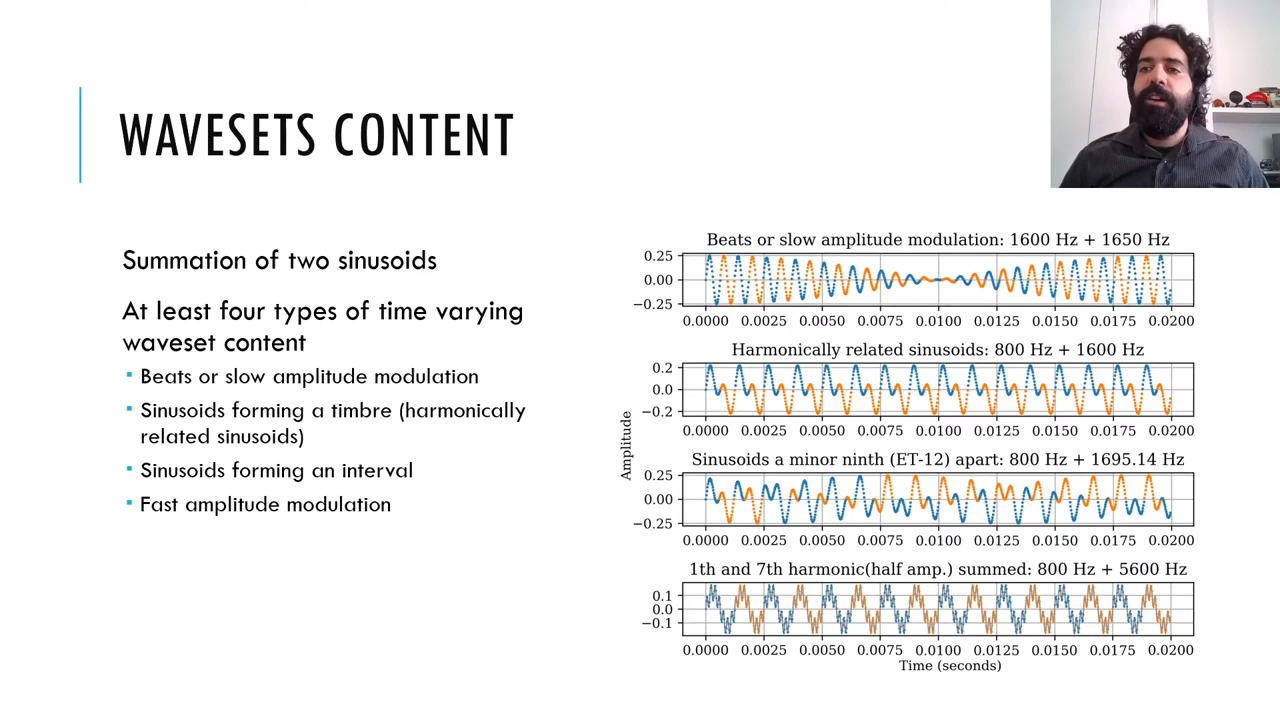 WAVESETS CONTENT
Summation of two sinusoids
At least four types of time varying
waveset content
Beats or slow amplitude modulation
Sinusoids forming a timbre (harmonically
related sinusoids)
Sinusoids forming an interval
Fast amplitude modulation
Amplitude
Beats or slow amplitude modulation: 1600 Hz + 1650 Hz
0.25
0.00
−0.25
0.0000 0.0025 0.0050 0.0075 0.0100 0.0125 0.0150 0.0175 0.0200
Harmonically related sinusoids: 800 Hz + 1600 Hz
0.2
0.0
−0.2
0.0000 0.0025 0.0050 0.0075 0.0100 0.0125 0.0150 0.0175 0.0200
Sinusoids a minor ninth (ET-12) apart: 800 Hz + 1695.14 Hz
0.25
0.00
−0.25
0.0000 0.0025 0.0050 0.0075 0.0100 0.0125 0.0150 0.0175 0.0200
1th and 7th harmonic(half amp.) summed: 800 Hz + 5600 Hz
0.1
0.0
−0.1
0.0000 0.0025 0.0050 0.0075 0.0100 0.0125 0.0150 0.0175 0.0200
Time (seconds)